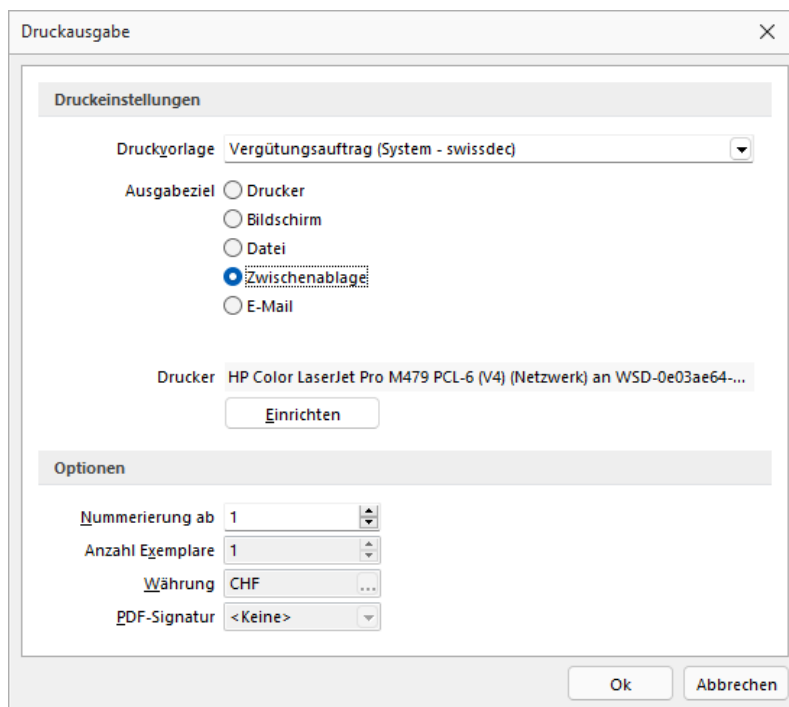 Druckausgabe
Druckeinstellungen
Druckvorlage Vergütungsauftrag (System - swissdec)
Ausgabeziel Drucker
Bildschirm
Datei
Zwischenablage
E-Mail
Drucker HP Color LaserJet Pro M479 PCL-6 (V4) (Netzwerk) an WSD-0e03ae64-...
Einrichten
Optionen
Nummerierung ab 1
Anzahl Exemplare 1
Währung CHF ...
PDF-Signatur <Keine>
Ok Abbrechen